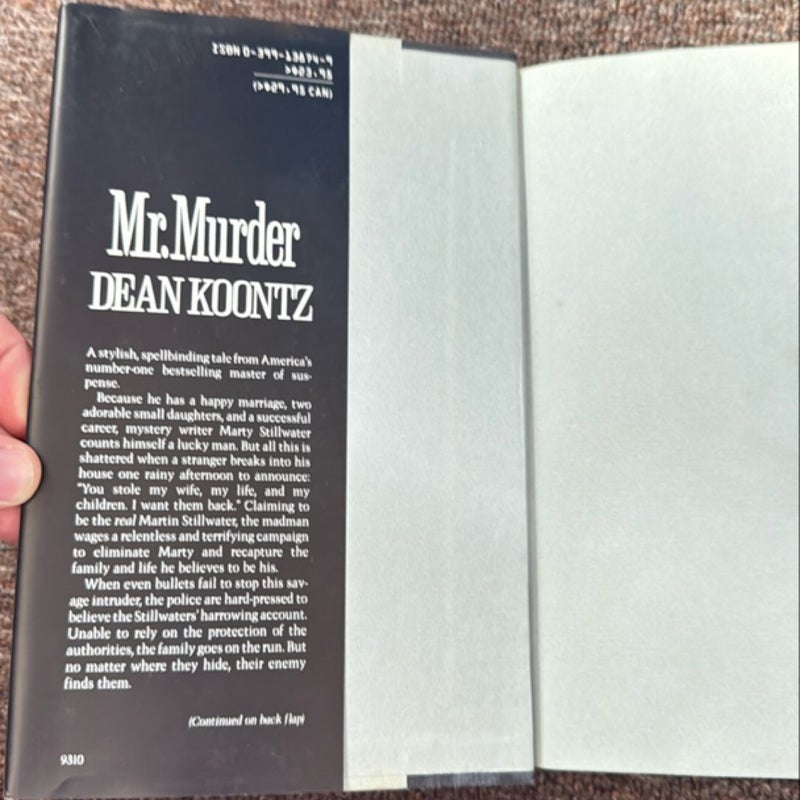 ISBN 0-399-13874-9
>$23.95
(>$29.95 CAN)
Mr. Murder
DEAN KOONTZ
A stylish, spellbinding tale from America's
number-one bestselling master of sus-
pense.
Because he has a happy marriage, two
adorable small daughters, and a successful
career, mystery writer Marty Stillwater
counts himself a lucky man. But all this is
shattered when a stranger breaks into his
house one rainy afternoon to announce:
"You stole my wife, my life, and my
children. I want them back." Claiming to
be the real Martin Stillwater, the madman
wages a relentless and terrifying campaign
to eliminate Marty and recapture the
family and life he believes to be his.
When even bullets fail to stop this sav-
age intruder, the police are hard-pressed to
believe the Stillwaters' harrowing account.
Unable to rely on the protection of the
authorities, the family goes on the run. But
no matter where they hide, their enemy
finds them.
(Continued on back flap)
9310